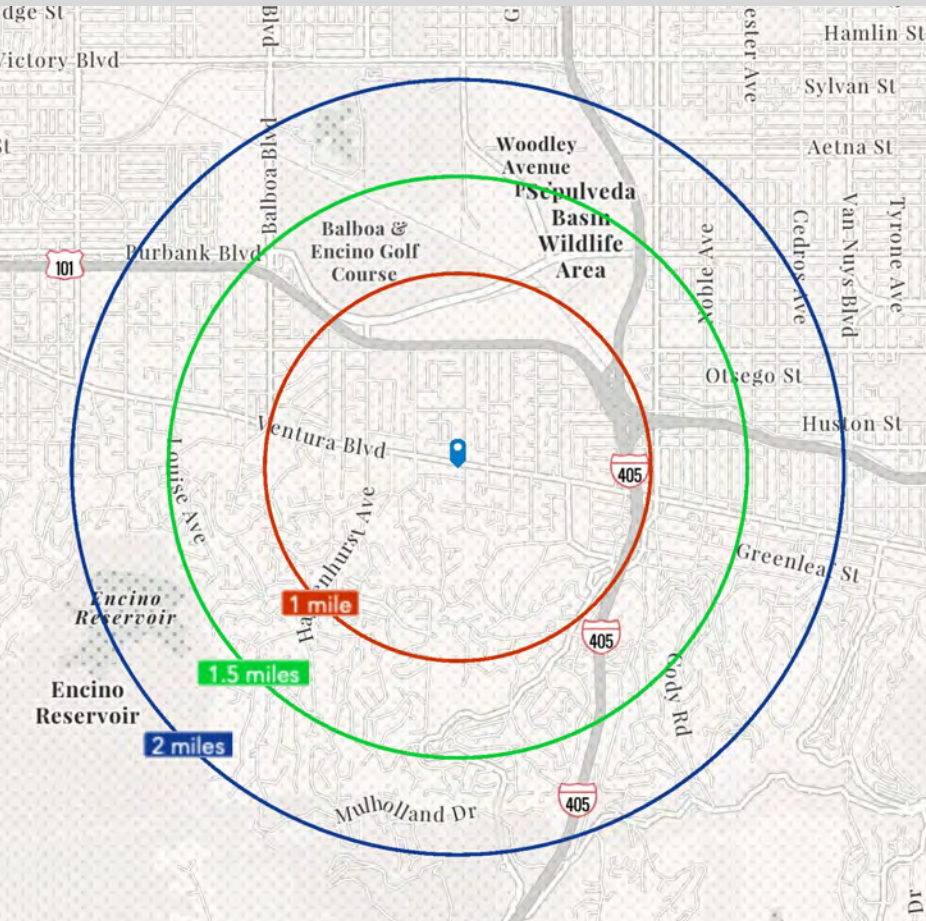 dge St
Blvd
G
ester Ave
Hamlin St
Victory Blvd
Sylvan St
St
Aetna St
Woodley
Avenue
Sepulveda
Basin
Wildlife
Area
Balboa Blvd
Balboa &
Encino Golf
Course
Burbank Blvd
101
Noble Ave
Cedros Ave
Van Nuys Blvd
Tyrone Ave
Otsego St
Huston St
Ventura Blvd
405
Louise Ave
Greenleaf St
1 mile
Encino
Reservoir
405
1.5 miles
Cody Rd
Encino
Reservoir
2 miles
405
Mulholland Dr
Dr